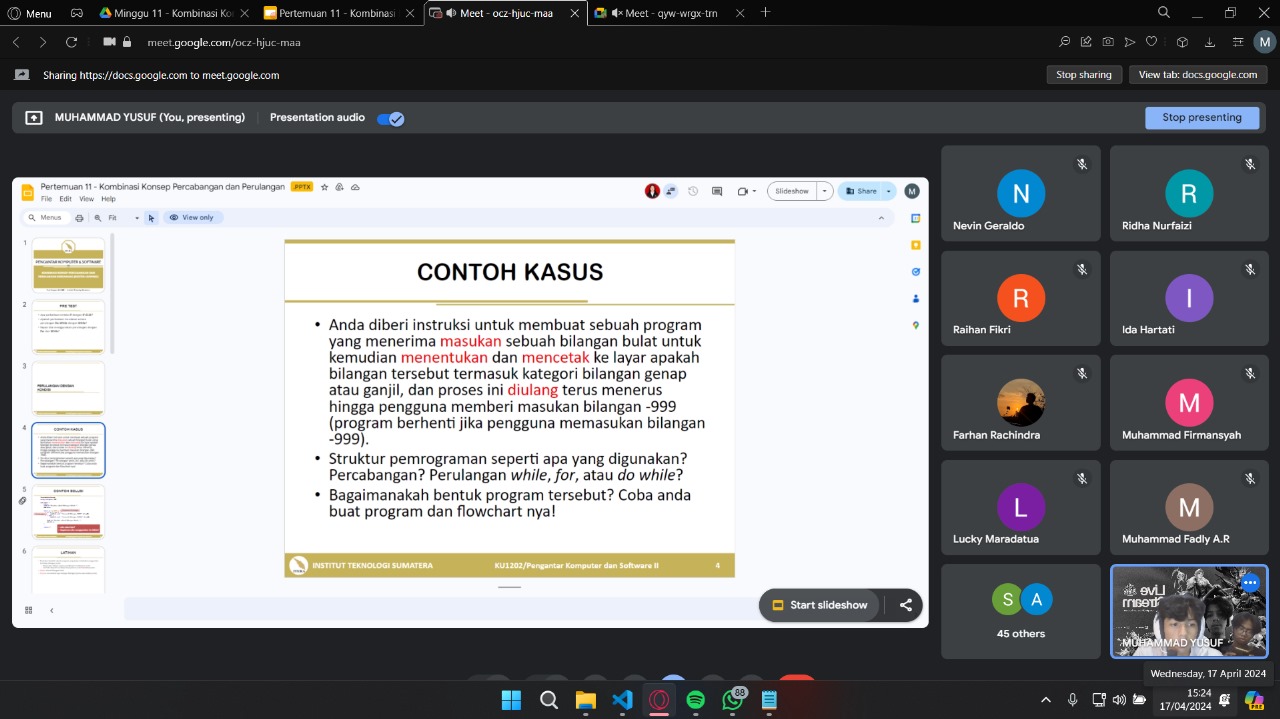 Menu
Minggu 11 - Kombinasi Ko
Pertemuan 11 - Kombinasi
Meet - ocz-hjuc-maa
Meet - qyw-wrgx-trn
meet.google.com/ocz-hjuc-maa
M
Sharing https://docs.google.com to meet.google.com
Stop sharing
View tab: docs.google.com
MUHAMMAD YUSUF (You, presenting)
Presentation audio
Stop presenting
Pertemuan 11 - Kombinasi Konsep Percabangan dan Perulangan
.PPTX
File Edit View Help
Slideshow
Share
M
Menus
Fit
View only
1
2
PRE TEST
3
PERULANGAN DENGAN
KONDISI
4
CONTOH KASUS
5
CONTOH SOLUSI
6
LATIHAN
CONTOH KASUS
• Anda diberi instruksi untuk membuat sebuah program
yang menerima masukan sebuah bilangan bulat untuk
kemudian menentukan dan mencetak ke layar apakah
bilangan tersebut termasuk kategori bilangan genap
atau ganjil, dan proses ini diulang terus menerus
hingga pengguna memberi masukan bilangan -999
(program berhenti jika pengguna memasukan bilangan
-999).
• Struktur pemrograman seperti apa yang digunakan?
Percabangan? Perulangan while, for, atau do while?
• Bagaimanakah bentuk program tersebut? Coba anda
buat program dan flowchart nya!
INSTITUT TEKNOLOGI SUMATERA
KU1202/Pengantar Komputer dan Software II
4
Start slideshow
N
Nevin Geraldo
R
Ridha Nurfaizi
R
Raihan Fikri
I
Ida Hartati
Farhan Rachindra
M
L
Lucky Maradatua
M
Muhammad Fadly A.R
S
A
45 others
MUHAMMAD YUSUF
Wednesday, 17 April 2024
88
15:24
17/04/2024